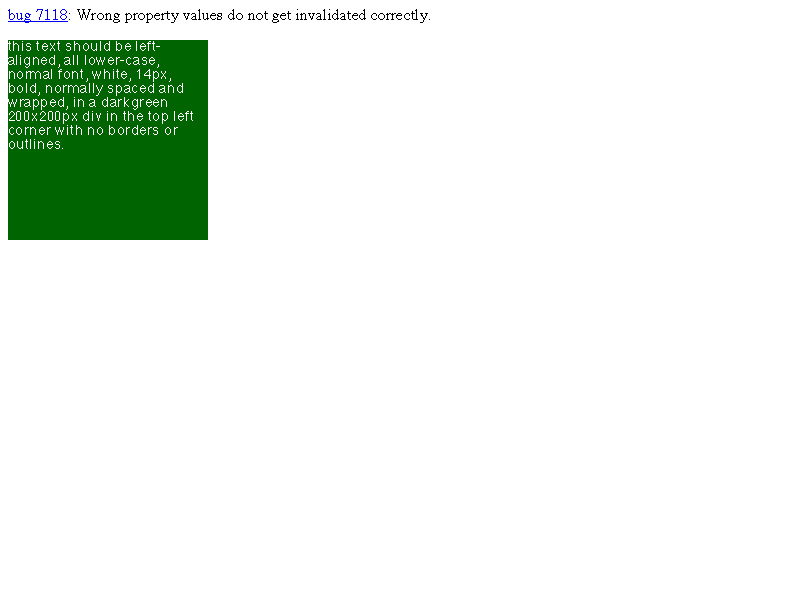 bug 7118: Wrong property values do not get invalidated correctly.
this text should be left-
aligned, all lower-case,
normal font, white, 14px,
bold, normally spaced and
wrapped, in a darkgreen
200x200px div in the top left
corner with no borders or
outlines.